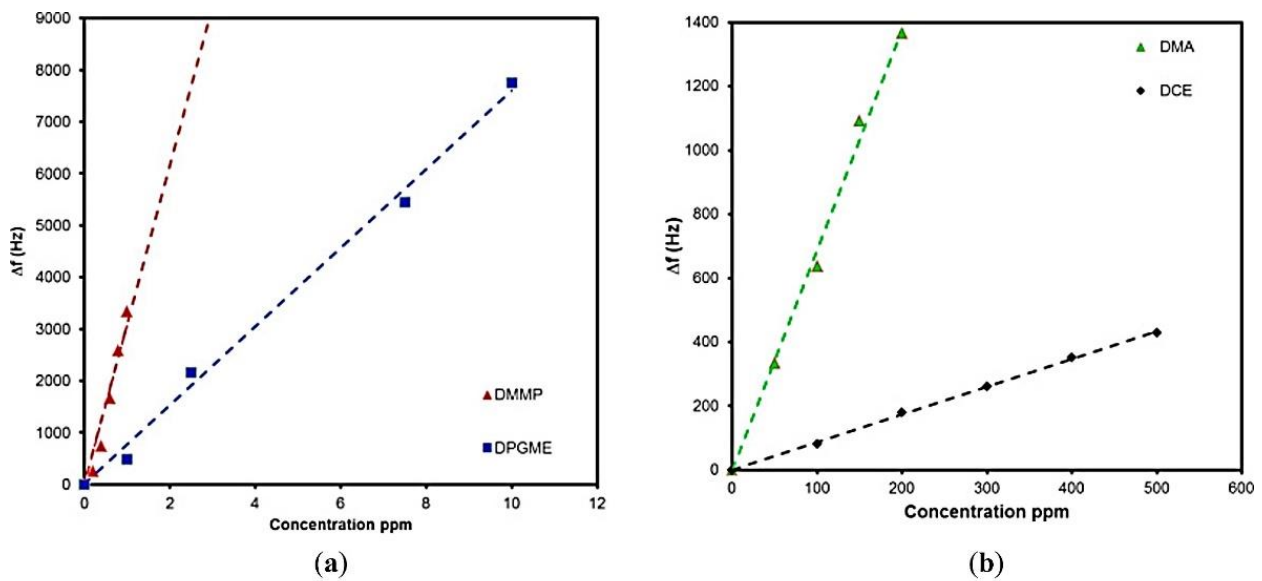 9000
8000
7000
6000
5000
4000
3000
2000
1000
0
Δf (Hz)
0 2 4 6 8 10 12
Concentration ppm
DMMP
DPGME
(a)
1400
1200
1000
800
600
400
200
0
Δf (Hz)
0 100 200 300 400 500 600
Concentration ppm
DMA
DCE
(b)